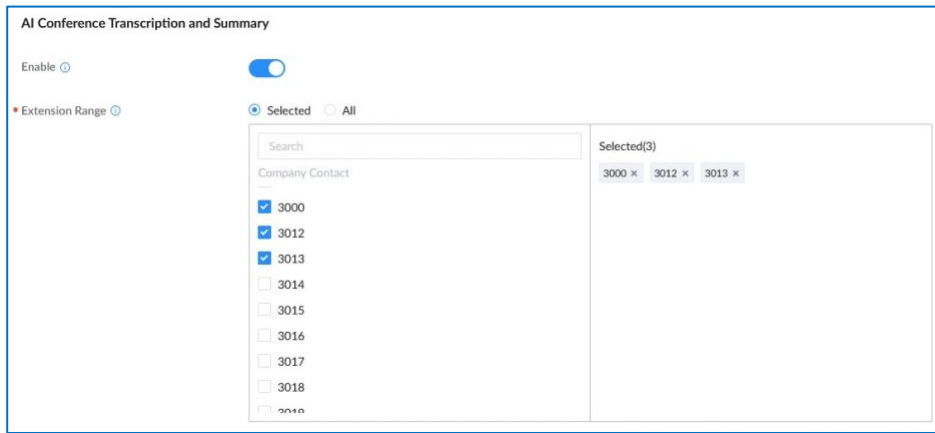 AI Conference Transcription and Summary
Enable
* Extension Range
Selected All
Search
Company Contact
3000
3012
3013
3014
3015
3016
3017
3018
3019
Selected(3)
3000 × 3012 × 3013 ×